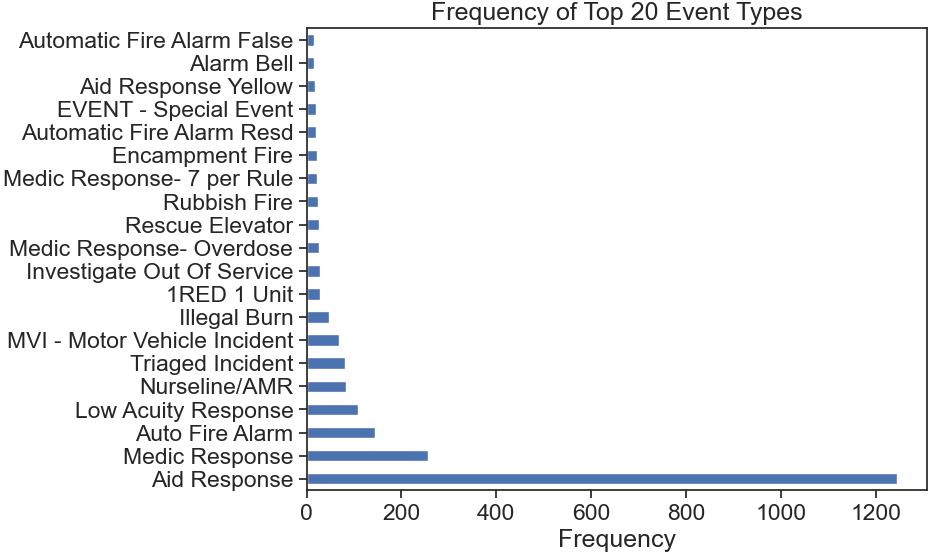 Frequency of Top 20 Event Types
Automatic Fire Alarm False
Alarm Bell
Aid Response Yellow
EVENT - Special Event
Automatic Fire Alarm Resd
Encampment Fire
Medic Response- 7 per Rule
Rubbish Fire
Rescue Elevator
Medic Response- Overdose
Investigate Out Of Service
1RED 1 Unit
Illegal Burn
MVI - Motor Vehicle Incident
Triaged Incident
Nurseline/AMR
Low Acuity Response
Auto Fire Alarm
Medic Response
Aid Response
0 200 400 600 800 1000 1200
Frequency